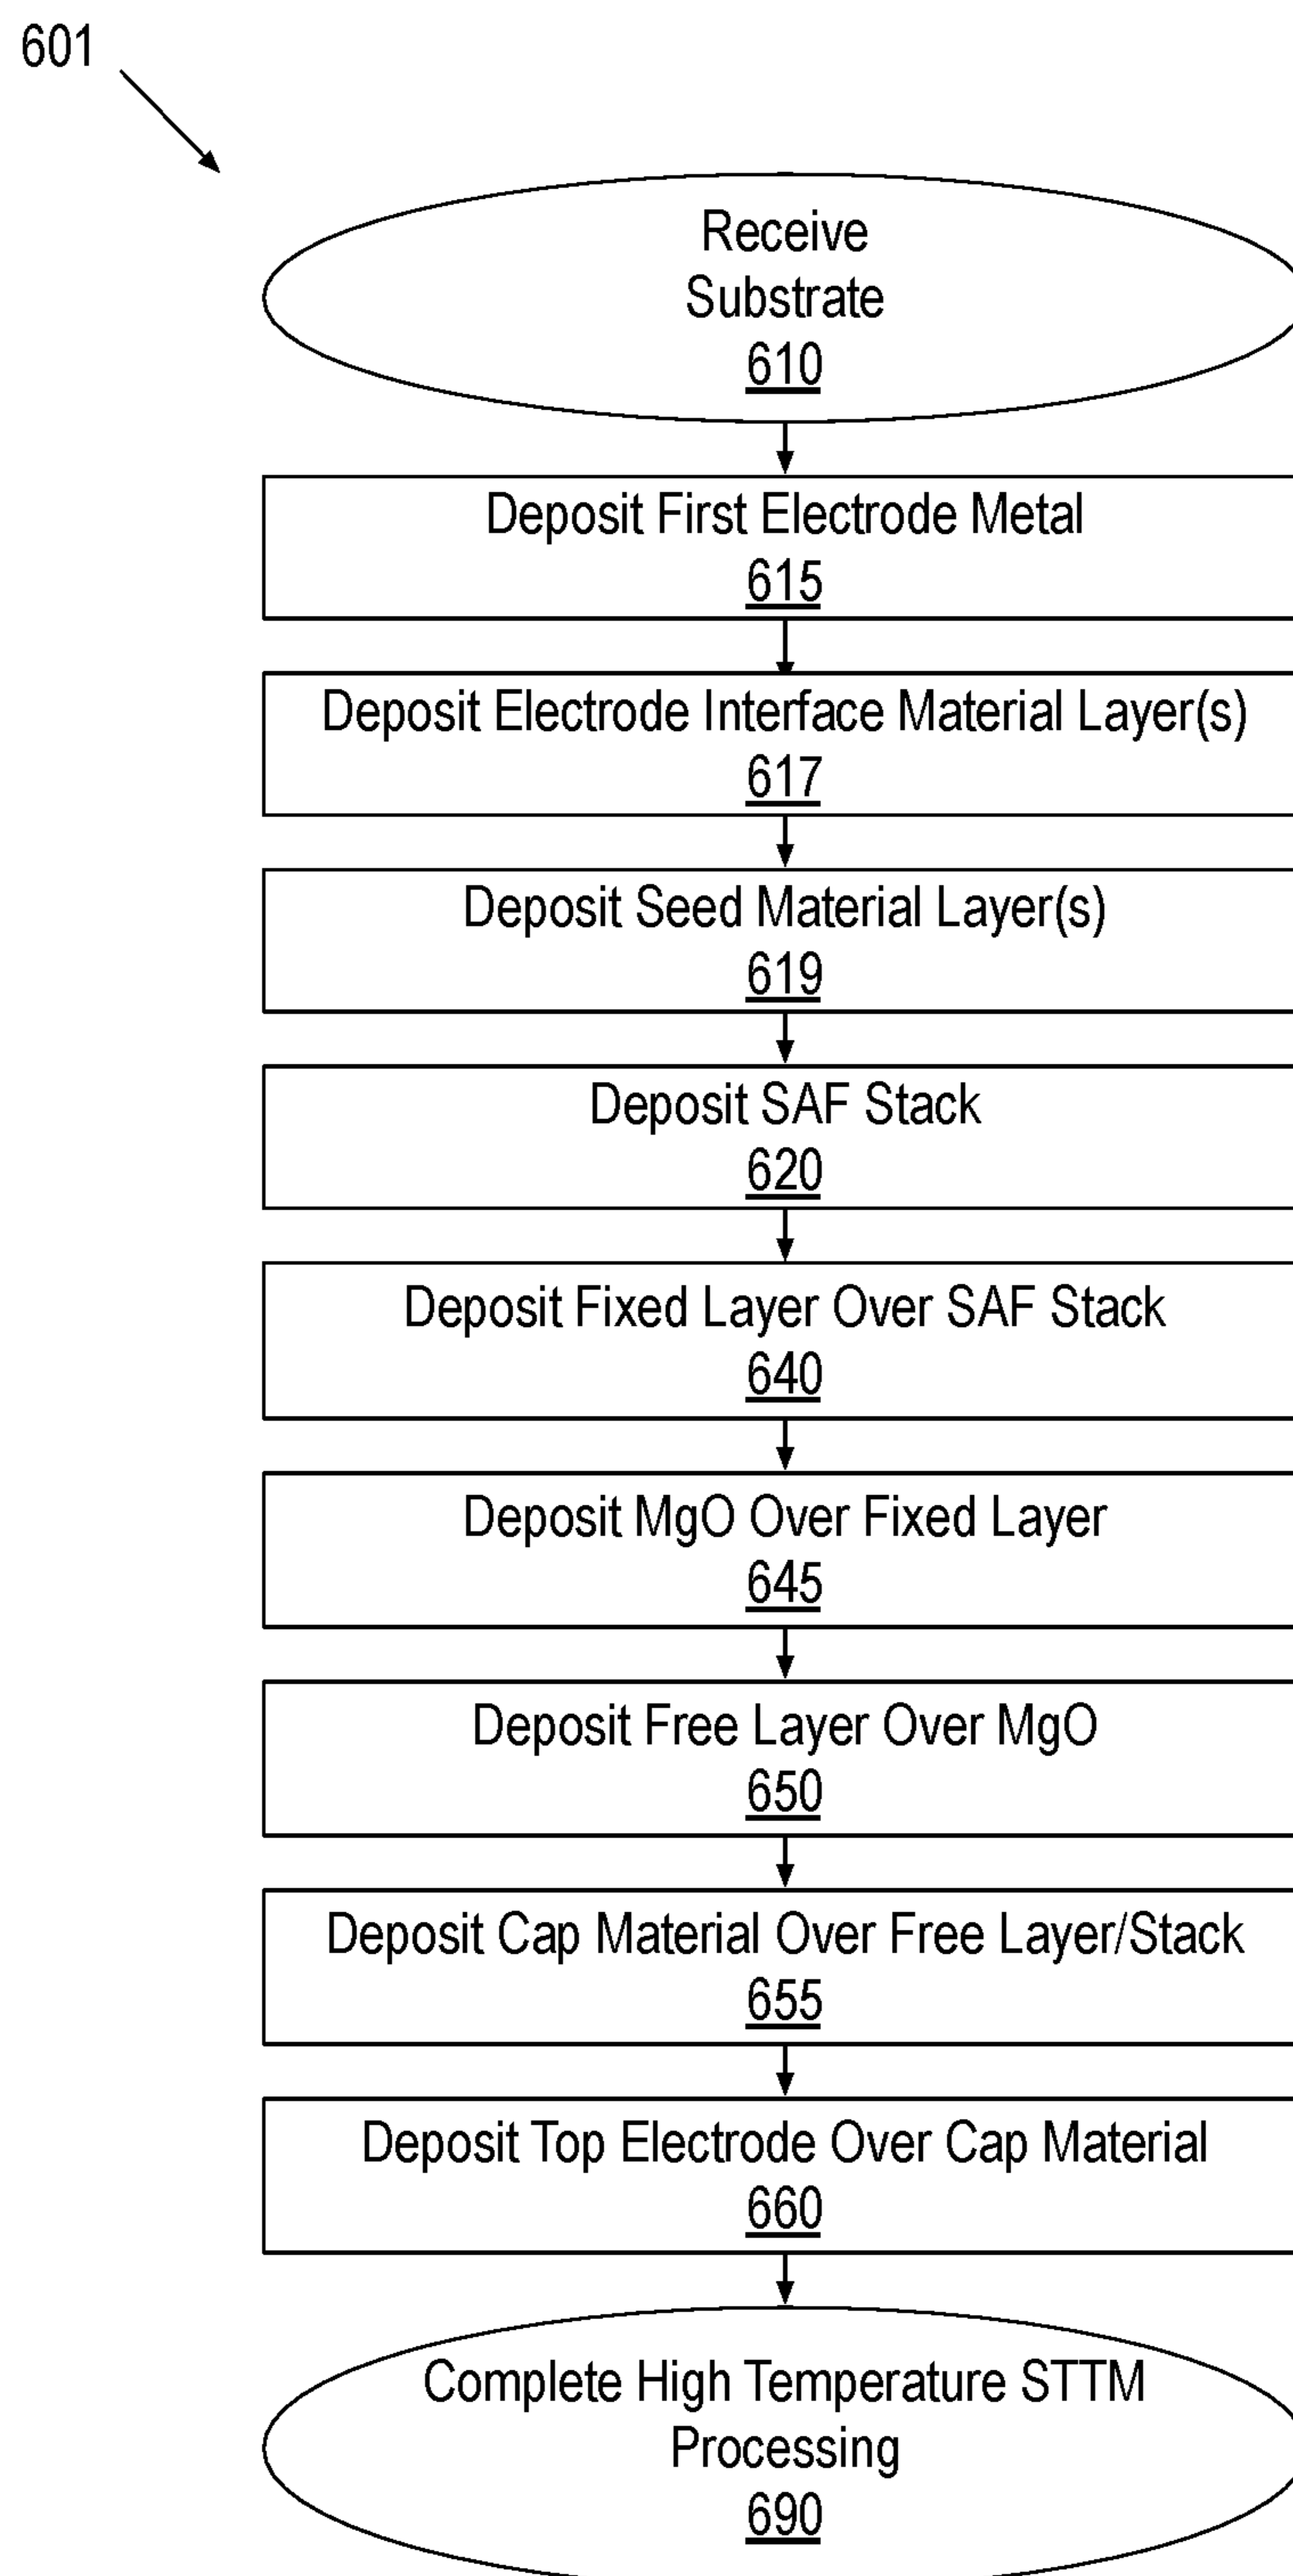 601
Receive
Substrate
610
Deposit First Electrode Metal
615
Deposit Electrode Interface Material Layer(s)
617
Deposit Seed Material Layer(s)
619
Deposit SAF Stack
620
Deposit Fixed Layer Over SAF Stack
640
Deposit MgO Over Fixed Layer
645
Deposit Free Layer Over MgO
650
Deposit Cap Material Over Free Layer/Stack
655
Deposit Top Electrode Over Cap Material
660
Complete High Temperature STTM
Processing
690